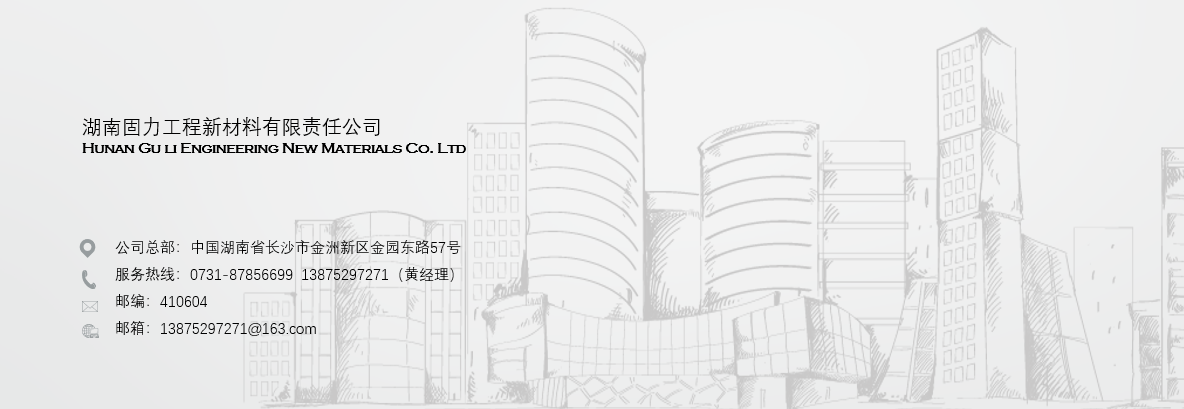 湖南固力工程新材料有限责任公司
HUNAN GU LI ENGINEERING NEW MATERIALS CO. LTD
公司总部：中国湖南省长沙市金洲新区金园东路57号
服务热线：0731-87856699 13875297271（黄经理）
邮编：410604
邮箱：13875297271@163.com